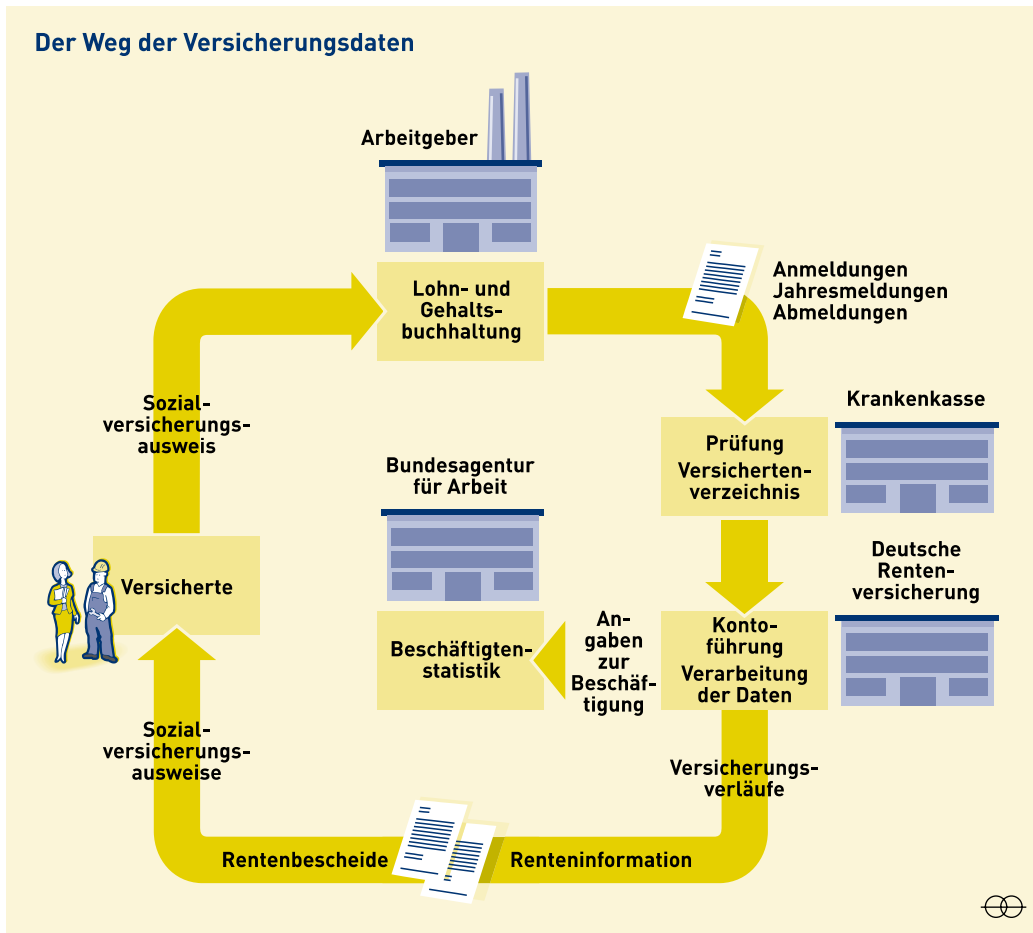 Der Weg der Versicherungsdaten
Arbeitgeber
Lohn- und
Gehalts-
buchhaltung
Anmeldungen
Jahresmeldungen
Abmeldungen
Krankenkasse
Prüfung
Versicherten-
verzeichnis
Deutsche
Renten-
versicherung
Konto-
führung
Verarbeitung
der Daten
An-
gaben
zur
Beschäf-
tigung
Bundesagentur
für Arbeit
Beschäftigten-
statistik
Versicherungs-
verläufe
Renteninformation
Rentenbescheide
Sozial-
versicherungs-
ausweise
Versicherte
Sozial-
versicherungs-
ausweis